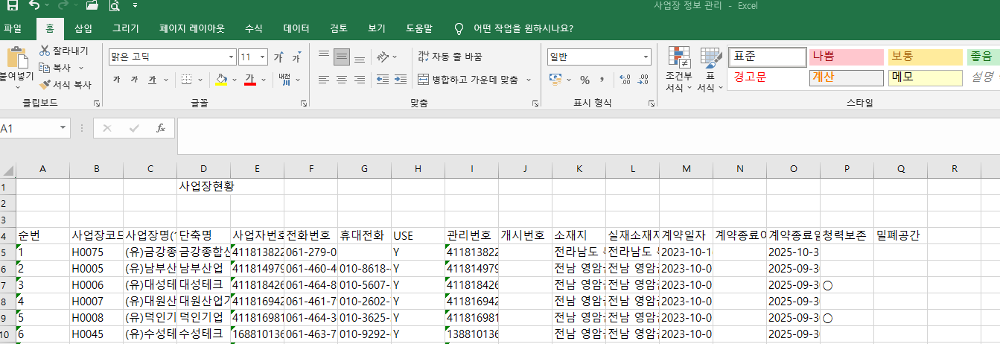 사업장 정보 관리 - Excel
파일 홈 삽입 그리기 페이지 레이아웃 수식 데이터 검토 보기 도움말 어떤 작업을 원하시나요?
붙여넣기 잘라내기 복사 서식 복사 클립보드
맑은 고딕 11 가 가
가 가 가 가 내천 글꼴
자동 줄 바꿈
병합하고 가운데 맞춤 맞춤
일반
% , 표시 형식
조건부 서식 표 서식
표준 나쁨 보통 좋음
경고문 계산 메모 설명
스타일
A1 fx
A B C D E F G H I J K L M N O P Q R
1 사업장현황
2
3
4 순번 사업장코드 사업장명( 단축명 사업자번호 전화번호 휴대전화 USE 관리번호 개시번호 소재지 실재소재지 계약일자 계약종료 계약종료일 청력보존 밀폐공간
5 1 H0075 (유)금강종 금강종합 411813822 061-279-0 Y 411813822 전라남도 전라남도 2023-10-1 2025-10-3
6 2 H0005 (유)남부산 남부산업 411814979 061-460-4 010-8618- Y 411814979 전남 영암 전남 영암 2023-10-0 2025-09-3
7 3 H0006 (유)대성테 대성테크 411818426 061-464-8 010-5607- Y 411818426 전남 영암 전남 영암 2023-10-0 2025-09-3 ○
8 4 H0007 (유)대원산 대원산업 411816942 061-461-7 010-2602- Y 411816942 전남 영암 전남 영암 2023-10-0 2025-09-3
9 5 H0008 (유)덕인기 덕인기업 411816981 061-464-3 010-3625- Y 411816981 전남 영암 전남 영암 2023-10-0 2025-09-3 ○
10 6 H0045 (유)수성테 수성테크 168810136 061-463-7 010-9292- Y 138810136 전남 영암 전남 영암 2023-10-0 2025-09-3